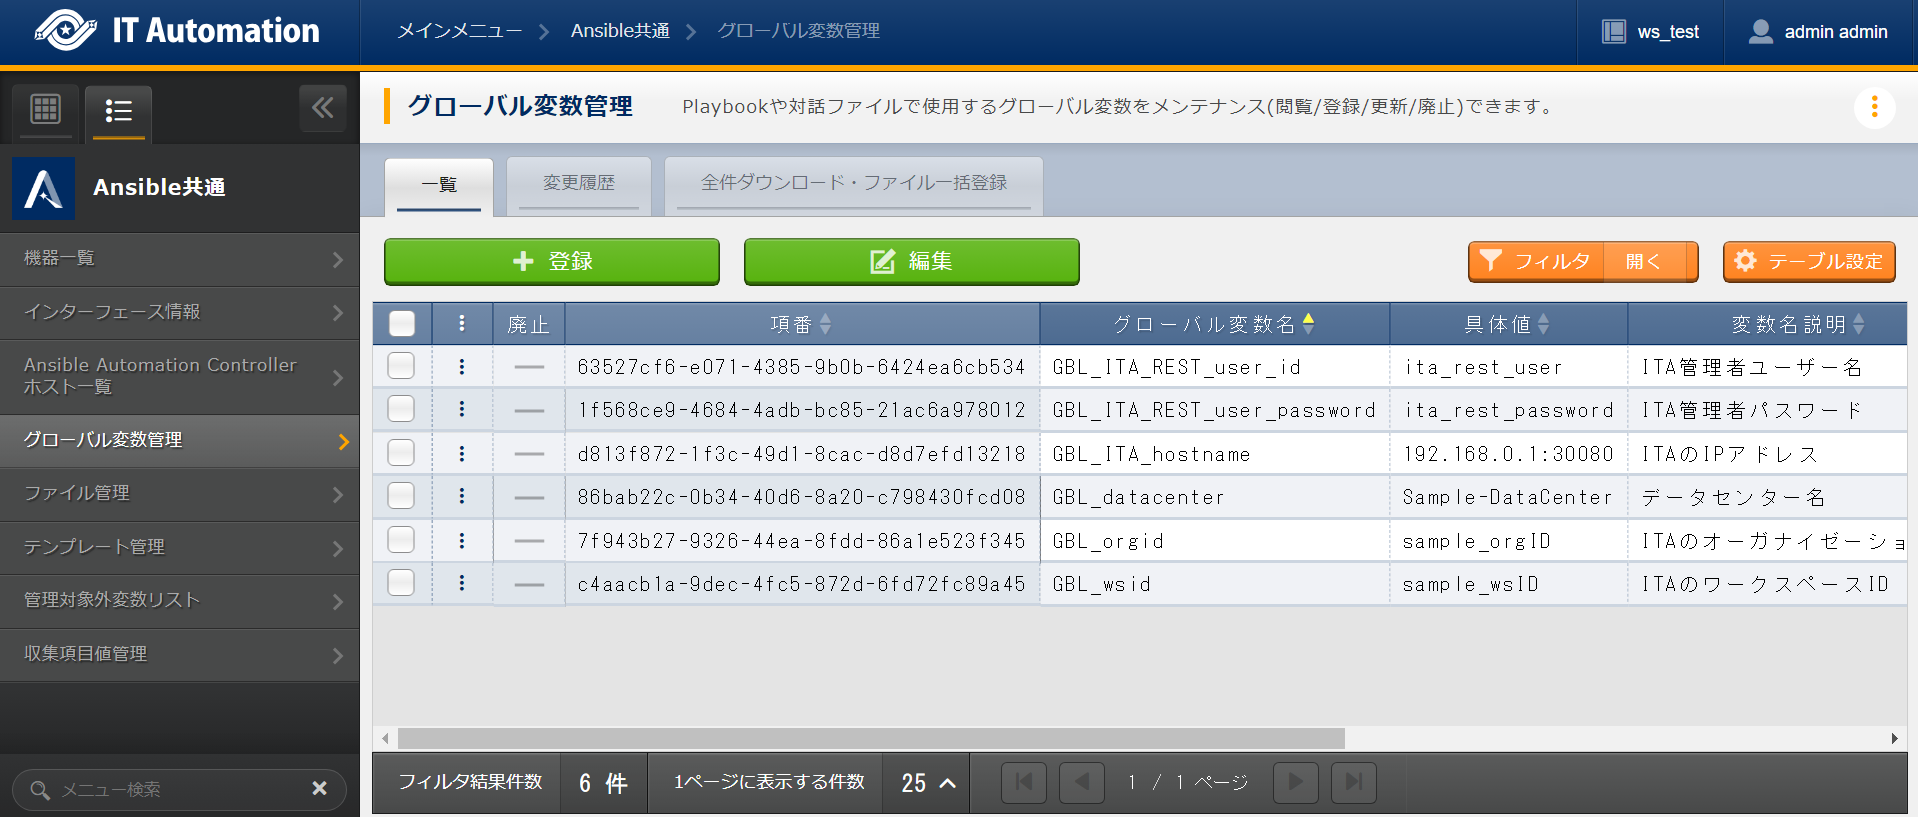 IT Automation
メインメニュー
Ansible共通
グローバル変数管理
ws_test
admin admin
グローバル変数管理
Playbookや対話ファイルで使用するグローバル変数をメンテナンス(閲覧/登録/更新/廃止)できます。
Ansible共通
機器一覧
インターフェース情報
Ansible Automation Controller
ホスト一覧
グローバル変数管理
ファイル管理
テンプレート管理
管理対象外変数リスト
収集項目値管理
メニュー検索
一覧
変更履歴
全件ダウンロード・ファイル一括登録
登録
編集
フィルタ 開く
テーブル設定
廃止 項番 グローバル変数名 具体値 変数名説明
63527cf6-e071-4385-9b0b-6424ea6cb534 GBL_ITA_REST_user_id ita_rest_user ITA管理者ユーザー名
1f568ce9-4684-4adb-bc85-21ac6a978012 GBL_ITA_REST_user_password ita_rest_password ITA管理者パスワード
d813f872-1f3c-49d1-8cac-d8d7efd13218 GBL_ITA_hostname 192.168.0.1:30080 ITAのIPアドレス
86bab22c-0b34-40d6-8a20-c798430fcd08 GBL_datacenter Sample-DataCenter データセンター名
7f943b27-9326-44ea-8fdd-86a1e523f345 GBL_orgid sample_orgID ITAのオーガナイゼーショ
c4aacb1a-9dec-4fc5-872d-6fd72fc89a45 GBL_wsid sample_wsID ITAのワークスペースID
フィルタ結果件数 6 件 1ページに表示する件数 25 1 / 1 ページ